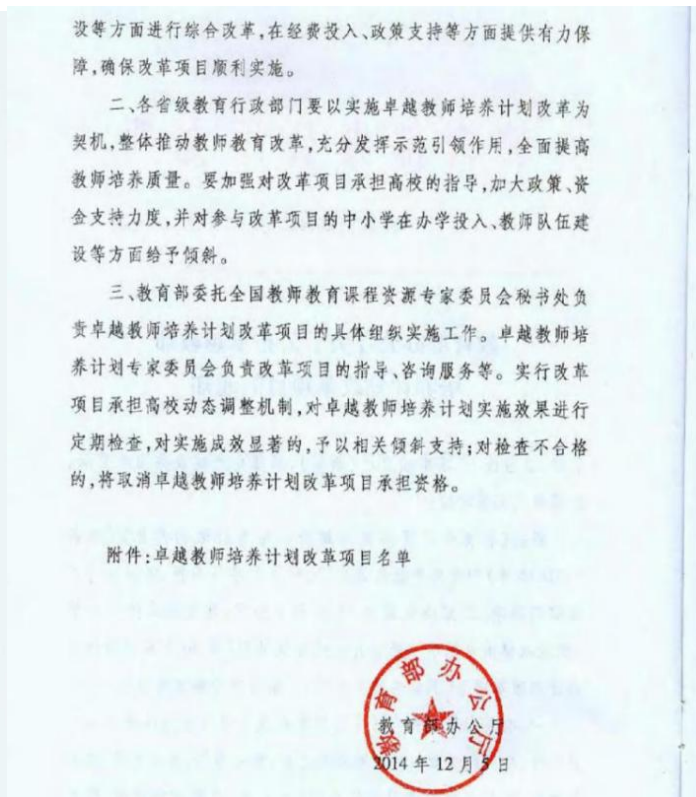 设等方面进行综合改革,在经费投入、政策支持等方面提供有力保
障,确保改革项目顺利实施。
二、各省级教育行政部门要以实施卓越教师培养计划改革为
契机,整体推动教师教育改革,充分发挥示范引领作用,全面提高
教师培养质量。要加强对改革项目承担高校的指导,加大政策、资
金支持力度,并对参与改革项目的中小学在办学投入、教师队伍建
设等方面给予倾斜。
三、教育部委托全国教师教育课程资源专家委员会秘书处负
责卓越教师培养计划改革项目的具体组织实施工作。卓越教师培
养计划专家委员会负责改革项目的指导、咨询服务等。实行改革
项目承担高校动态调整机制,对卓越教师培养计划实施效果进行
定期检查,对实施成效显著的,予以相关倾斜支持;对检查不合格
的,将取消卓越教师培养计划改革项目承担资格。
附件:卓越教师培养计划改革项目名单
教育部办公厅
教育部办公厅
2014年12月5日